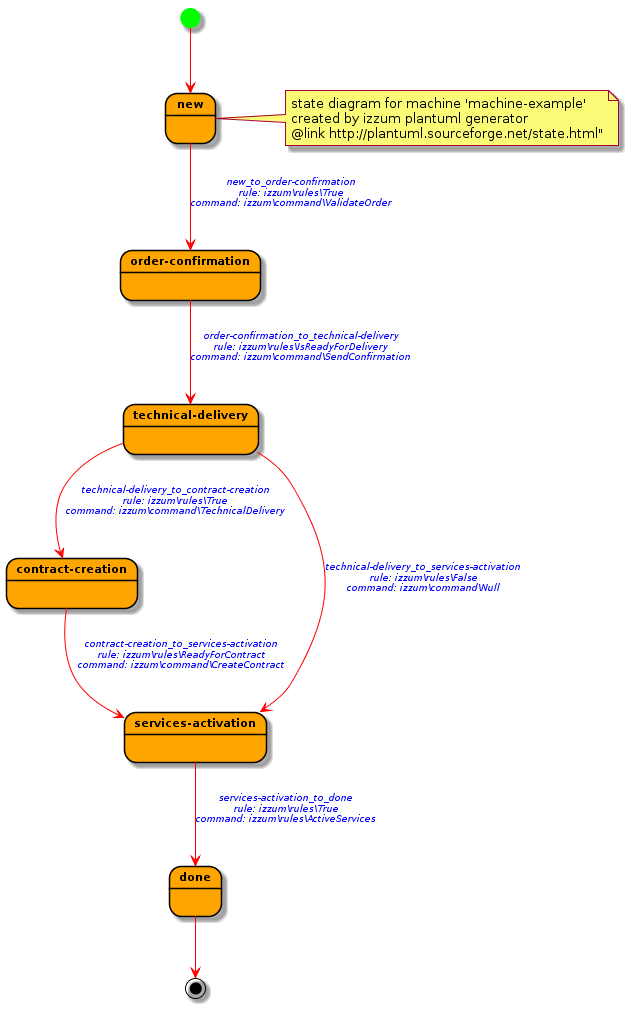 new
state diagram for machine 'machine-example'
created by izzum plantuml generator
@link http://plantuml.sourceforge.net/state.html"
new_to_order-confirmation
rule: izzum\rules\True
command: izzum\command\ValidateOrder
order-confirmation
order-confirmation_to_technical-delivery
rule: izzum\rules\IsReadyForDelivery
command: izzum\command\SendConfirmation
technical-delivery
technical-delivery_to_contract-creation
rule: izzum\rules\True
command: izzum\command\TechnicalDelivery
contract-creation
technical-delivery_to_services-activation
rule: izzum\rules\False
command: izzum\command\Null
contract-creation_to_services-activation
rule: izzum\rules\ReadyForContract
command: izzum\command\CreateContract
services-activation
services-activation_to_done
rule: izzum\rules\True
command: izzum\rules\ActiveServices
done